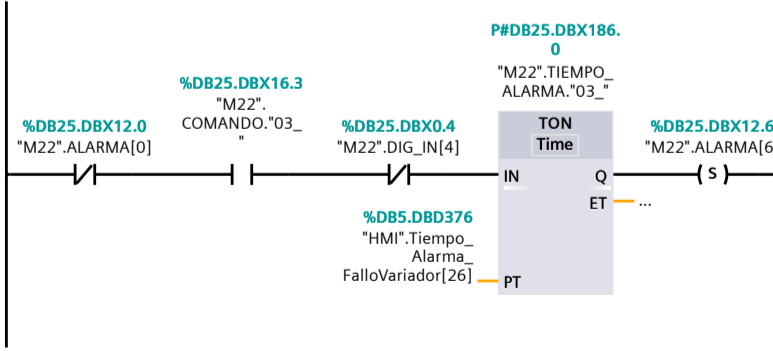 P#DB25.DBX186.
0
"M22".TIEMPO_
ALARMA."03_"
%DB25.DBX16.3
"M22".
COMANDO."03_
"
%DB25.DBX12.0
"M22".ALARMA[0]
%DB25.DBX0.4
"M22".DIG_IN[4]
TON
Time
%DB25.DBX12.6
"M22".ALARMA[6
IN
Q
S
ET
...
%DB5.DBD376
"HMI".Tiempo_
Alarma_
FalloVariador[26]
PT